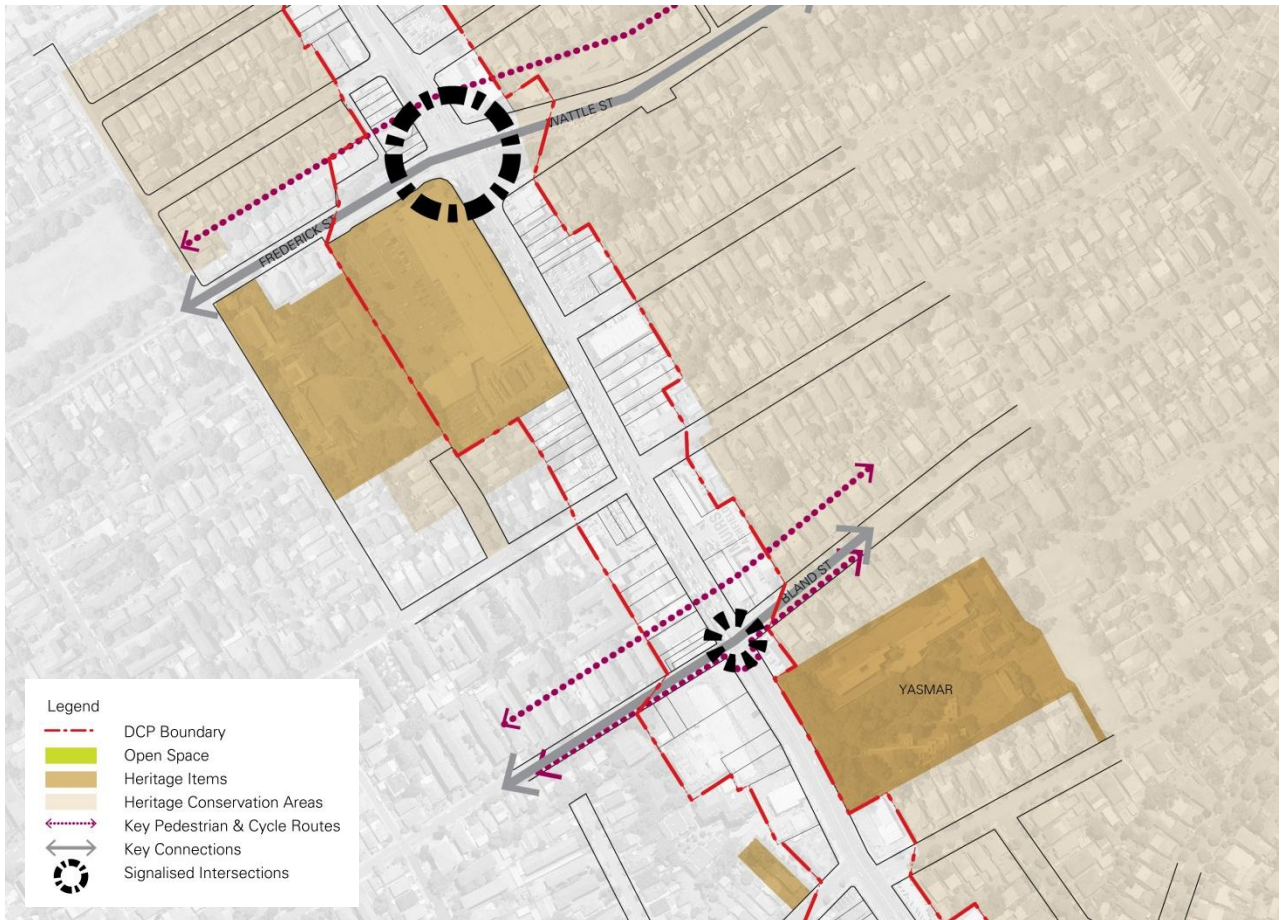 WATTLE ST
FREDERICK ST
BLAND ST
YASMAR
Legend
DCP Boundary
Open Space
Heritage Items
Heritage Conservation Areas
Key Pedestrian & Cycle Routes
Key Connections
Signalised Intersections